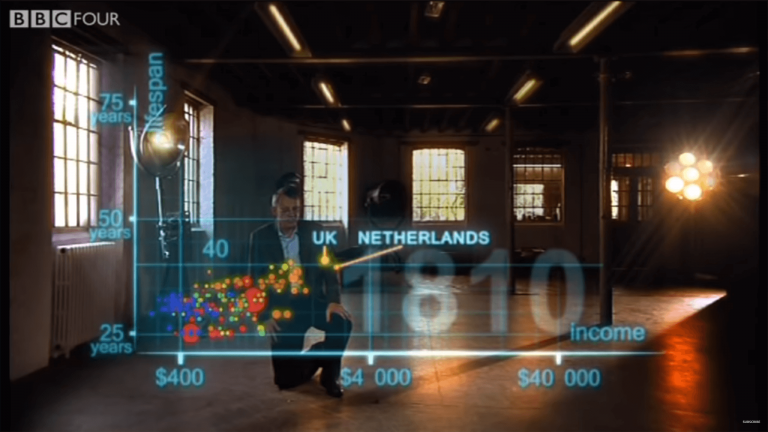 BBC FOUR
lifespan
75
years
50
years
40
UK NETHERLANDS
1810
income
25
years
$400 $4 000 $40 000